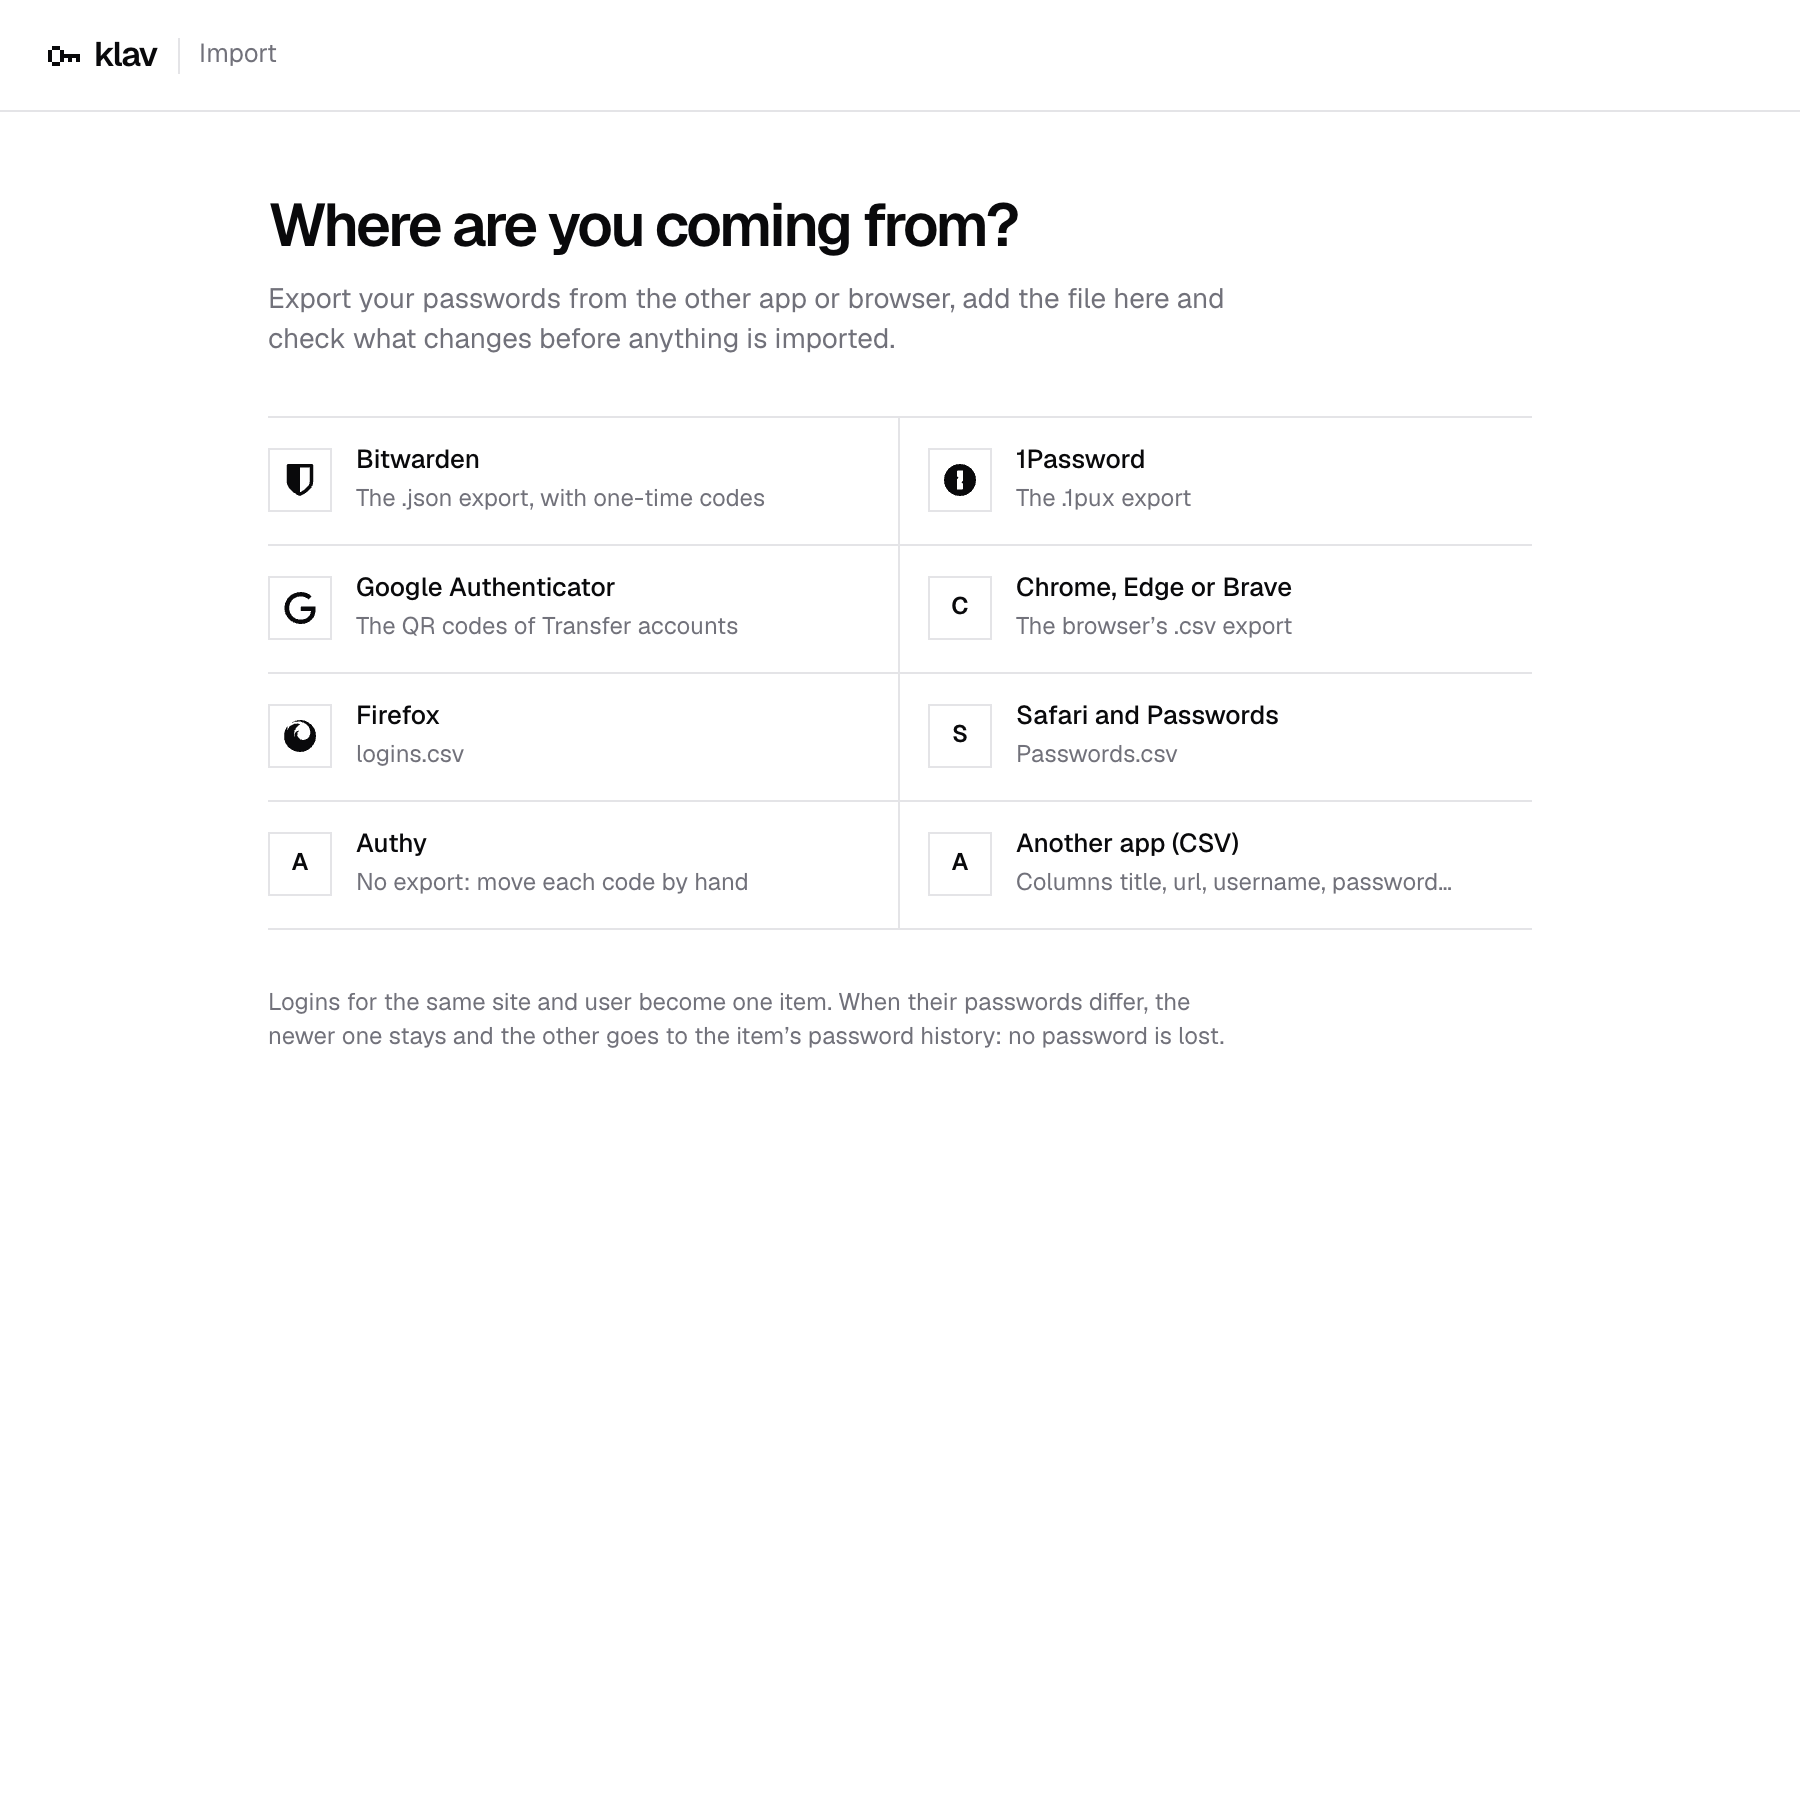 klav
Import
Where are you coming from?
Export your passwords from the other app or browser, add the file here and
check what changes before anything is imported.
Bitwarden
The .json export, with one-time codes
1Password
The .1pux export
Google Authenticator
The QR codes of Transfer accounts
C
Chrome, Edge or Brave
The browser’s .csv export
Firefox
logins.csv
S
Safari and Passwords
Passwords.csv
A
Authy
No export: move each code by hand
A
Another app (CSV)
Columns title, url, username, password…
Logins for the same site and user become one item. When their passwords differ, the
newer one stays and the other goes to the item’s password history: no password is lost.